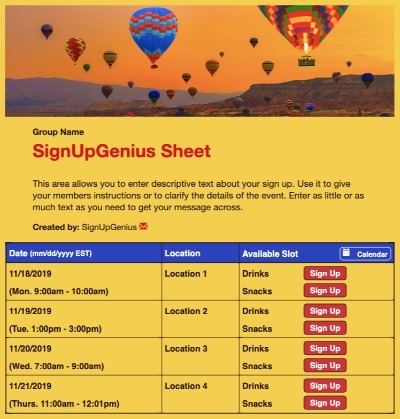 Group Name
SignUpGenius Sheet
This area allows you to enter descriptive text about your sign up. Use it to give
your members instructions or to clarify the details of the event. Enter as little or as
much text as you need to get your message across.
Created by: SignUpGenius
Date (mm/dd/yyyy EST) Location Available Slot Calendar
11/18/2019 Location 1 Drinks Sign Up
(Mon. 9:00am - 10:00am) Snacks Sign Up
11/19/2019 Location 2 Drinks Sign Up
(Tue. 1:00pm - 3:00pm) Snacks Sign Up
11/20/2019 Location 3 Drinks Sign Up
(Wed. 7:00am - 9:00am) Snacks Sign Up
11/21/2019 Location 4 Drinks Sign Up
(Thurs. 11:00am - 12:01pm) Snacks Sign Up